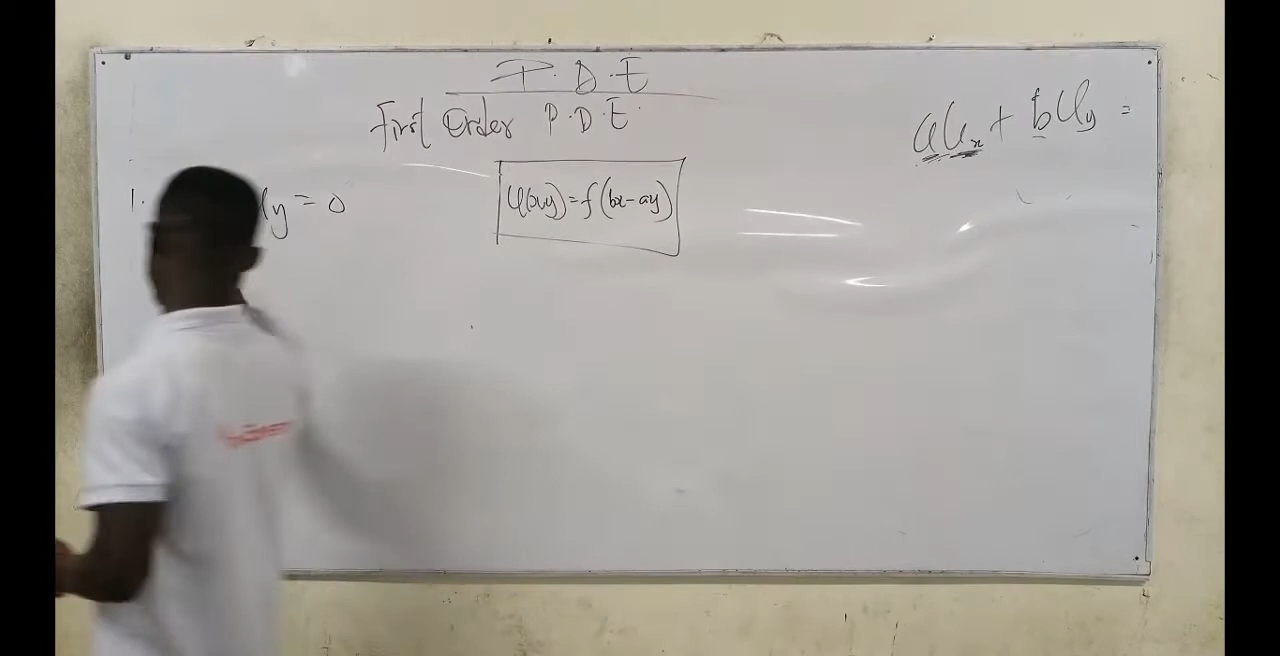 P.D.E
First Order P.D.E.
aUx + bUy =
1. Uy = 0
U(x,y) = f(bx-ay)